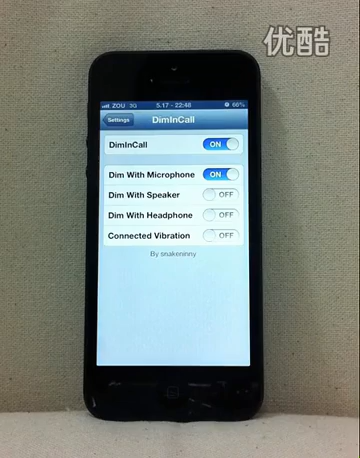 优酷
ZOU 3G 5.17 - 22:48 66%
Settings DimInCall
DimInCall ON
Dim With Microphone ON
Dim With Speaker OFF
Dim With Headphone OFF
Connected Vibration OFF
By snakeninny